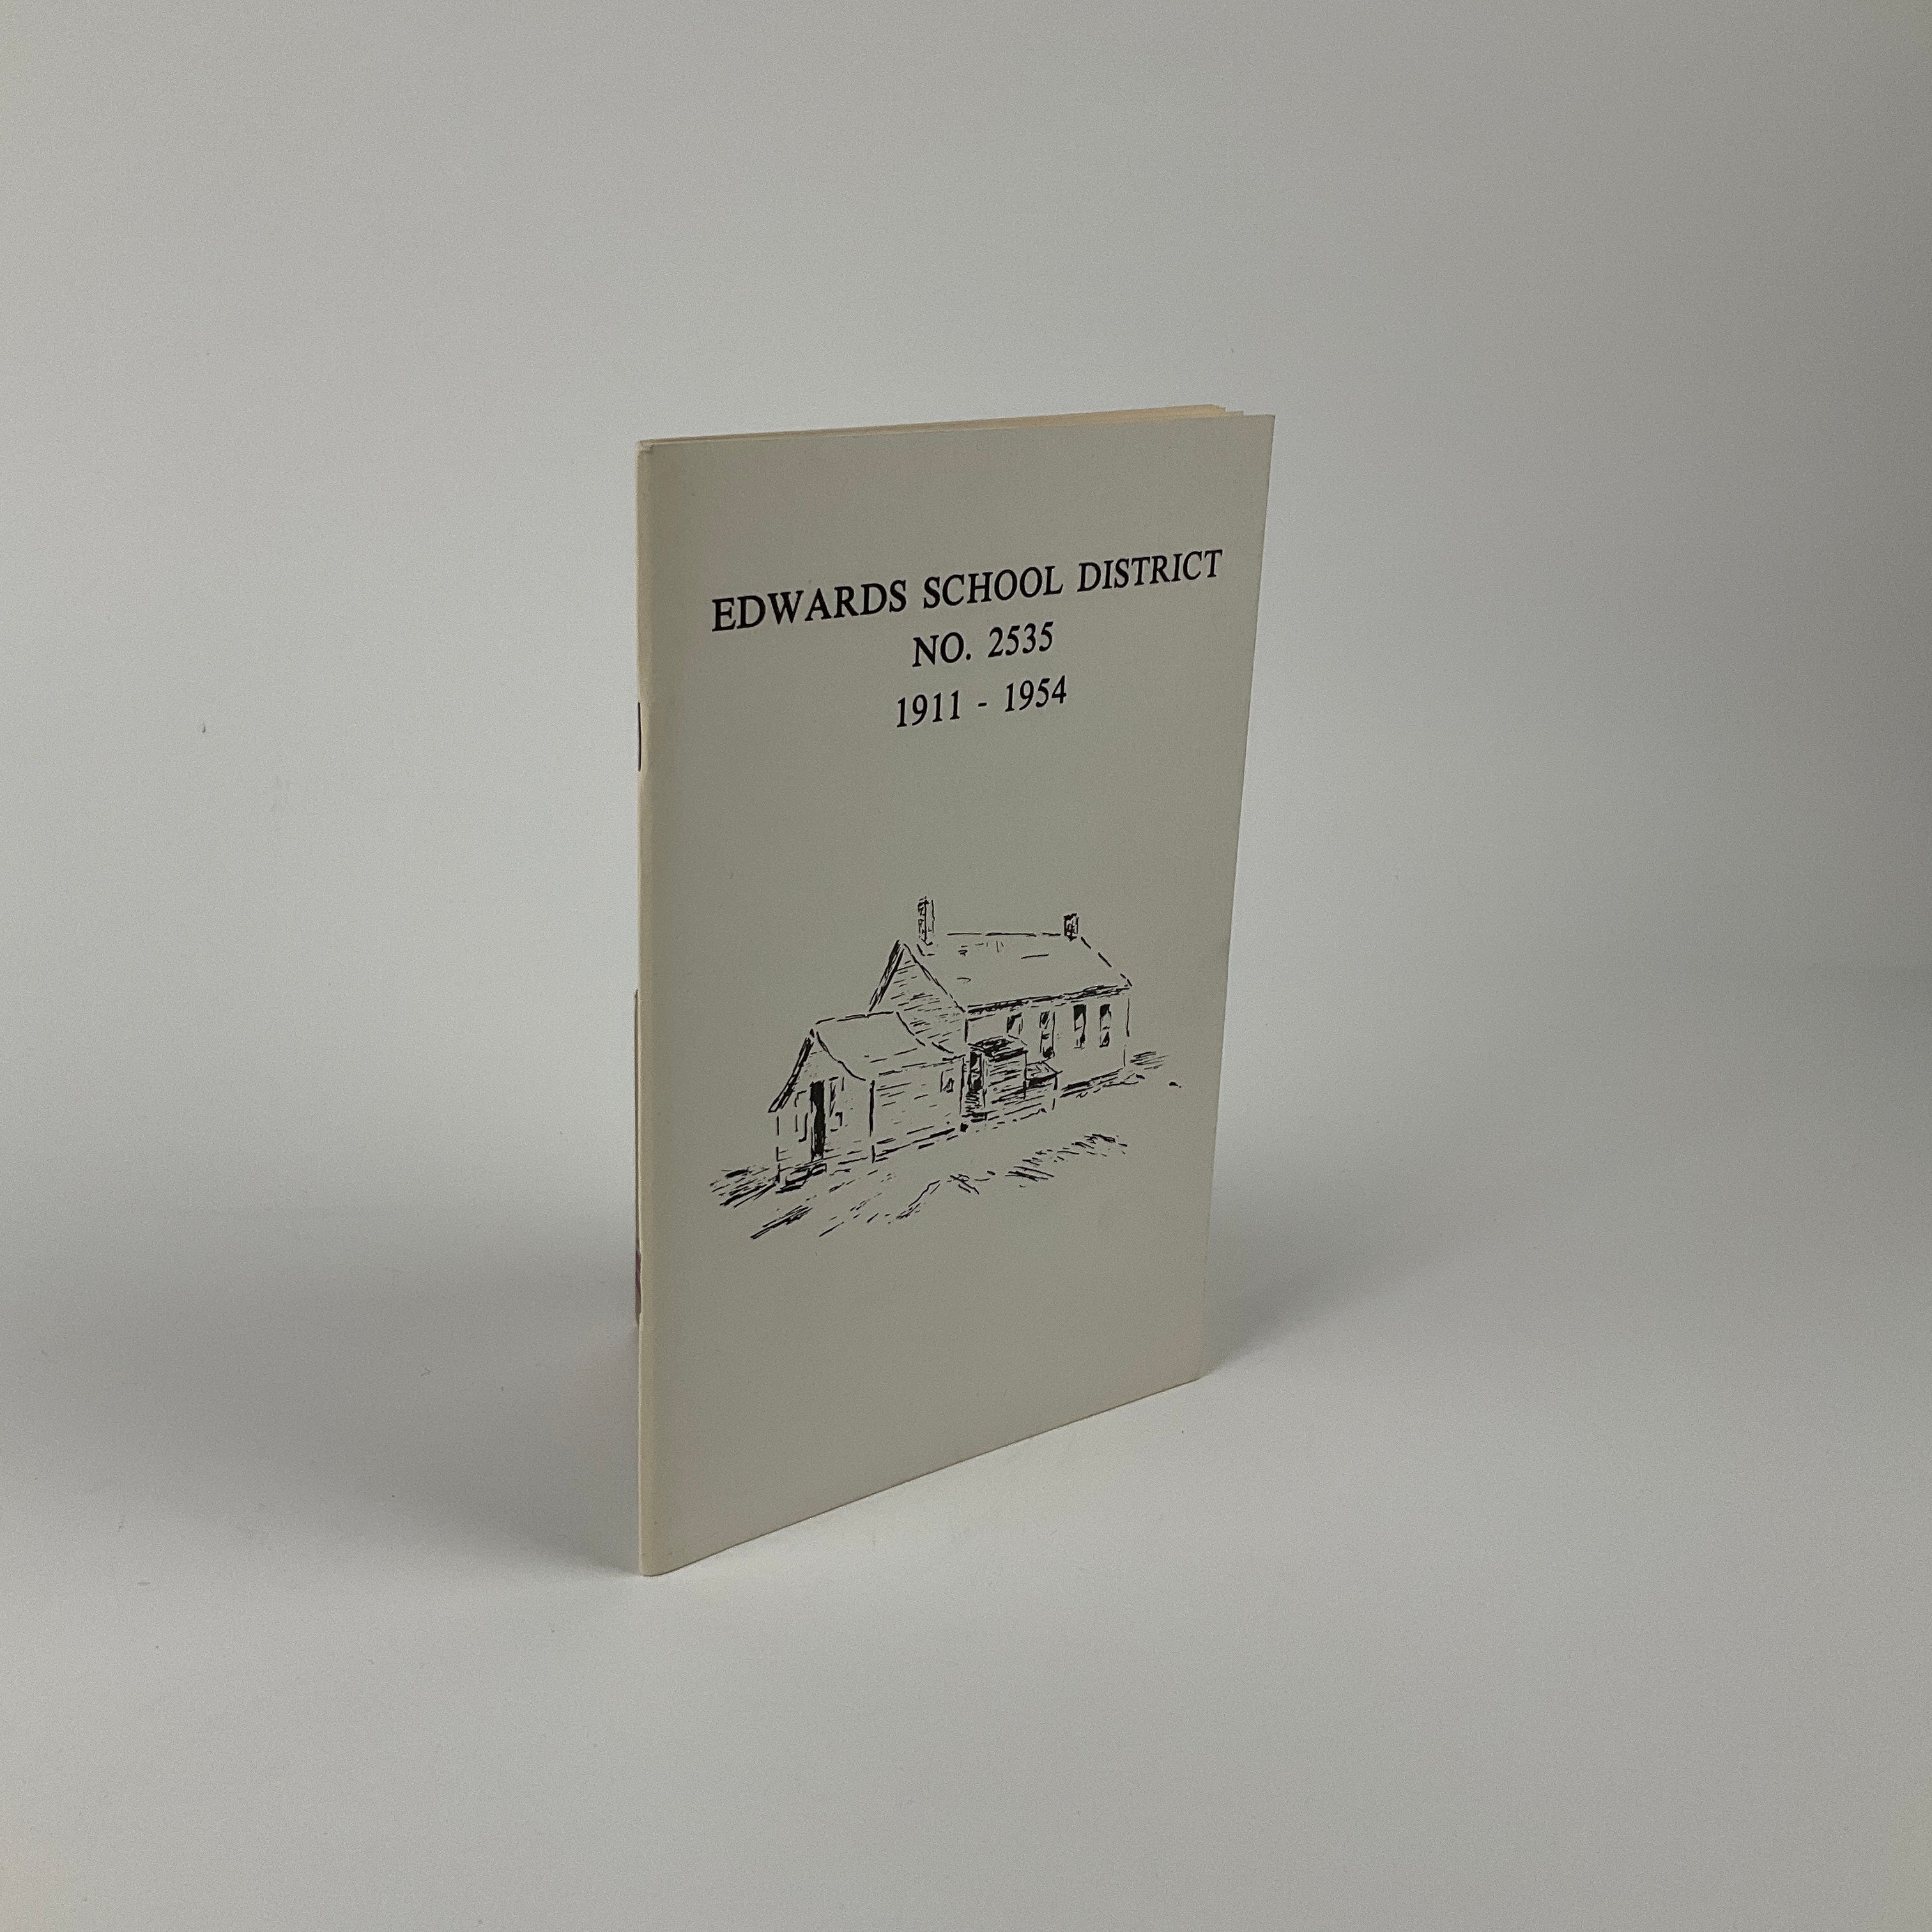 EDWARDS SCHOOL DISTRICT
NO. 2535
1911 - 1954